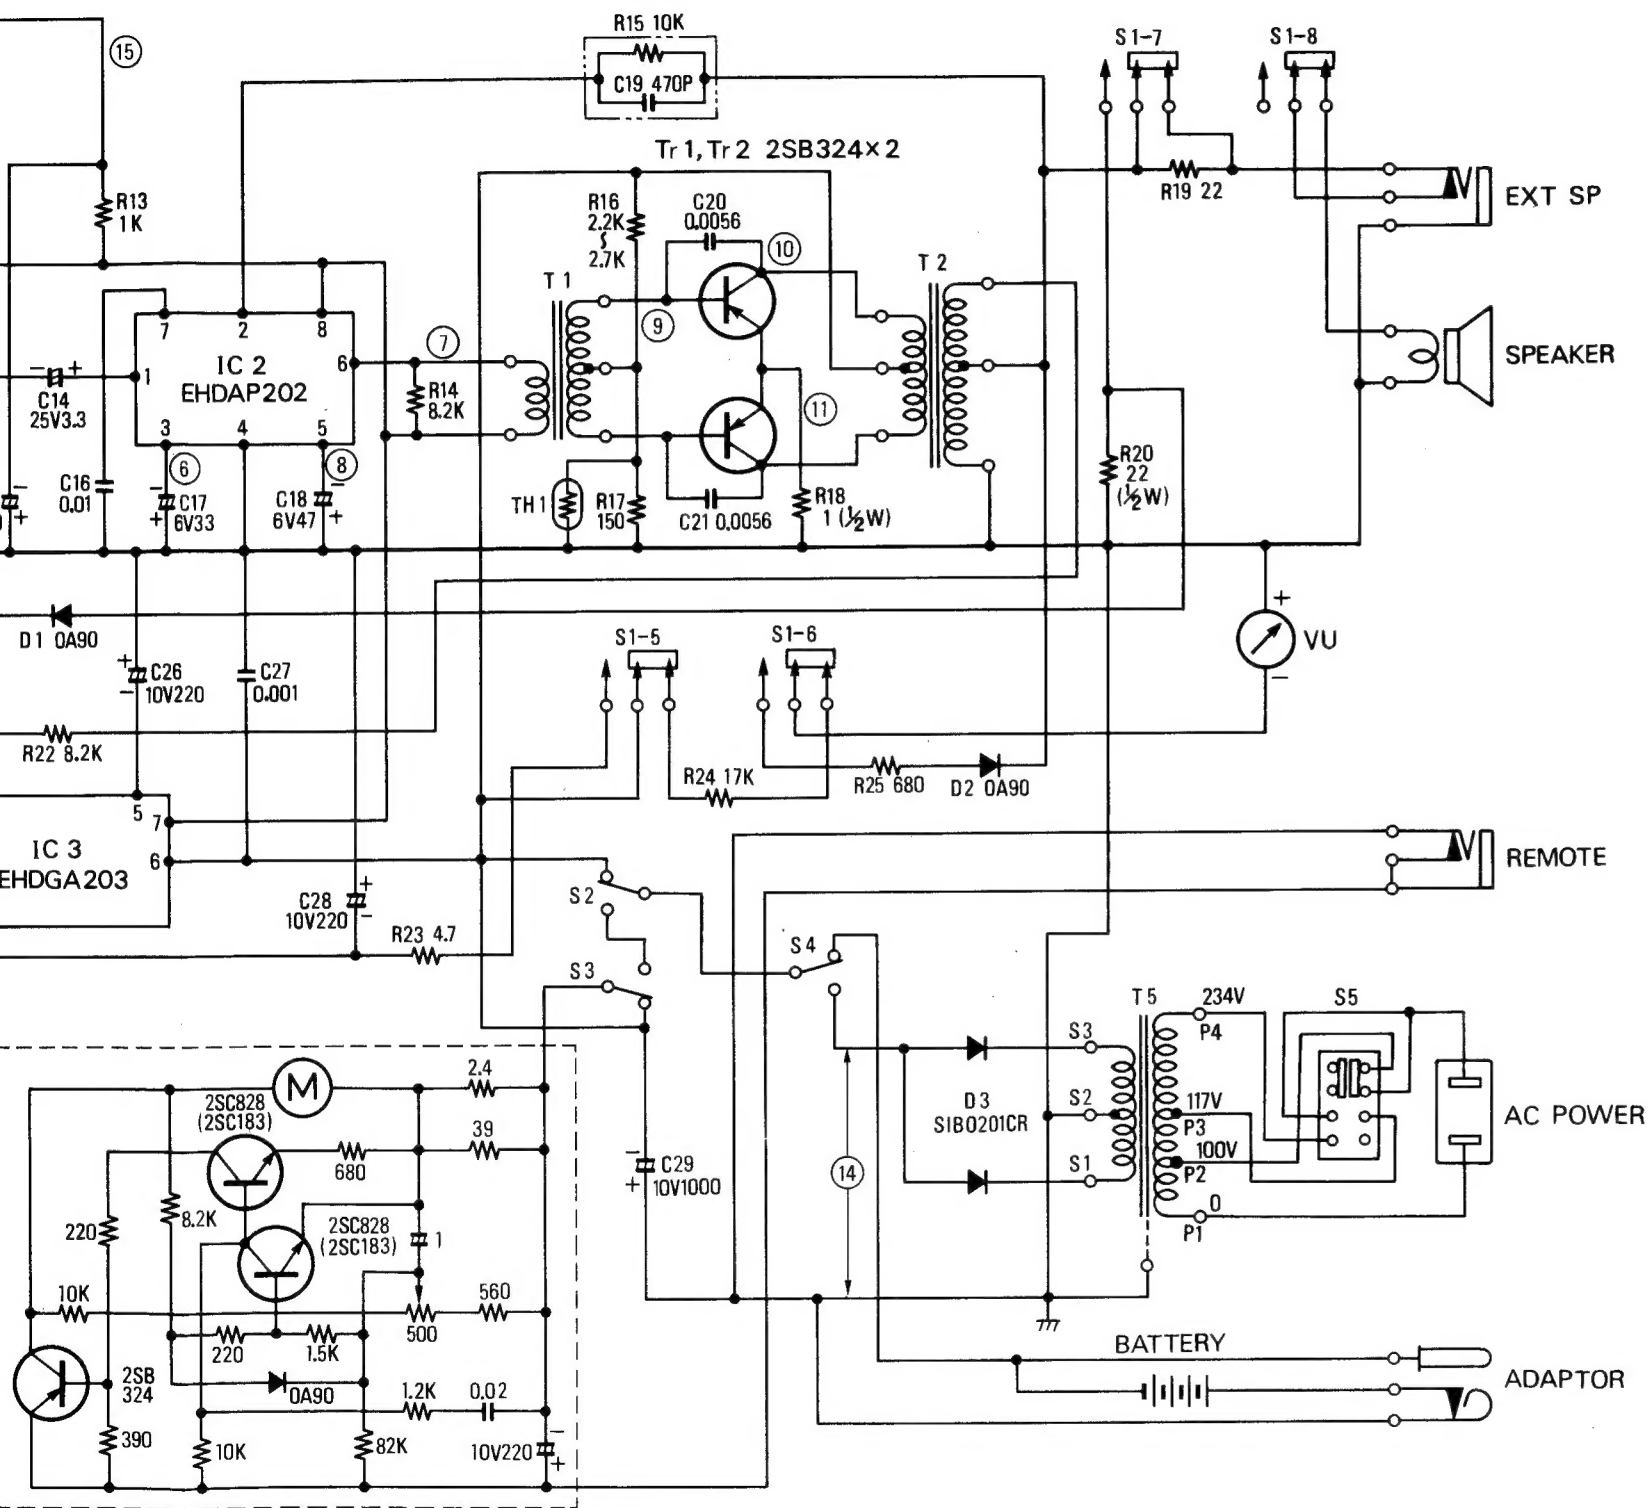 15
R15 10K
C19 470P
S1-7
S1-8
Tr 1, Tr 2 2SB324×2
R13
1K
R16
2.2K
∫
2.7K
C20
0.0056
10
R19 22
EXT SP
T 1
T 2
9
7
2
8
IC 2
EHDAP202
1
6
7
3
4
5
C14
25V3.3
R14
8.2K
11
SPEAKER
C16
0.01
6
C17
6V33
C18
6V47
8
TH 1
R17
150
C21 0.0056
R18
1 (½W)
R20
22
(½W)
D1 0A90
C26
10V220
C27
0.001
S1-5
S1-6
VU
R22 8.2K
R24 17K
R25 680
D2 0A90
5
7
6
IC 3
EHDGA203
REMOTE
C28
10V220
R23 4.7
S2
S3
S4
T5
234V
P4
S5
S3
D 3
SIB0201CR
S2
S1
117V
P3
100V
P2
0
P1
AC POWER
M
2.4
2SC828
(2SC183)
39
680
C29
10V1000
14
220
8.2K
2SC828
(2SC183)
1
10K
560
500
220
1.5K
2SB
324
0A90
1.2K
0.02
390
10K
82K
10V220
BATTERY
ADAPTOR